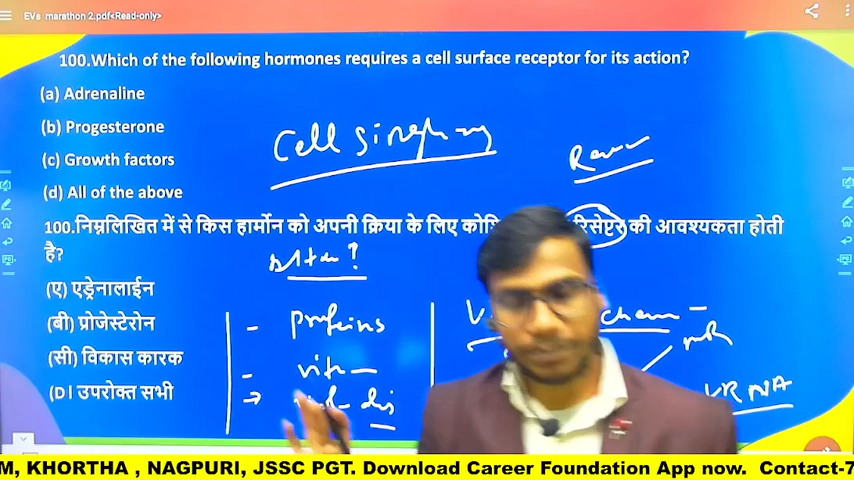 EVs marathon 2.pdf<Read-only>
100.Which of the following hormones requires a cell surface receptor for its action?
(a) Adrenaline
(b) Progesterone
(c) Growth factors
(d) All of the above
Cell
100.निम्नलिखित में से किस हार्मोन को अपनी क्रिया के लिए रिसेप्टर की आवश्यकता होती
है?
(ए) एड्रेनालाईन
(बी) प्रोजेस्टेरोन
(सी) विकास कारक
(D) उपरोक्त सभी
- proteins
M, KHORTHA , NAGPURI, JSSC PGT. Download Career Foundation App now. Contact-7